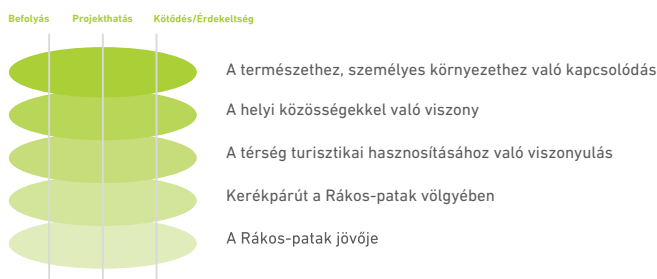 Befolyás Projekthatás Kötődés/Érdekeltség
A természethez, személyes környezethez való kapcsolódás
A helyi közösségekkel való viszony
A térség turisztikai hasznosításához való viszonyulás
Kerékpárút a Rákos-patak völgyében
A Rákos-patak jövője